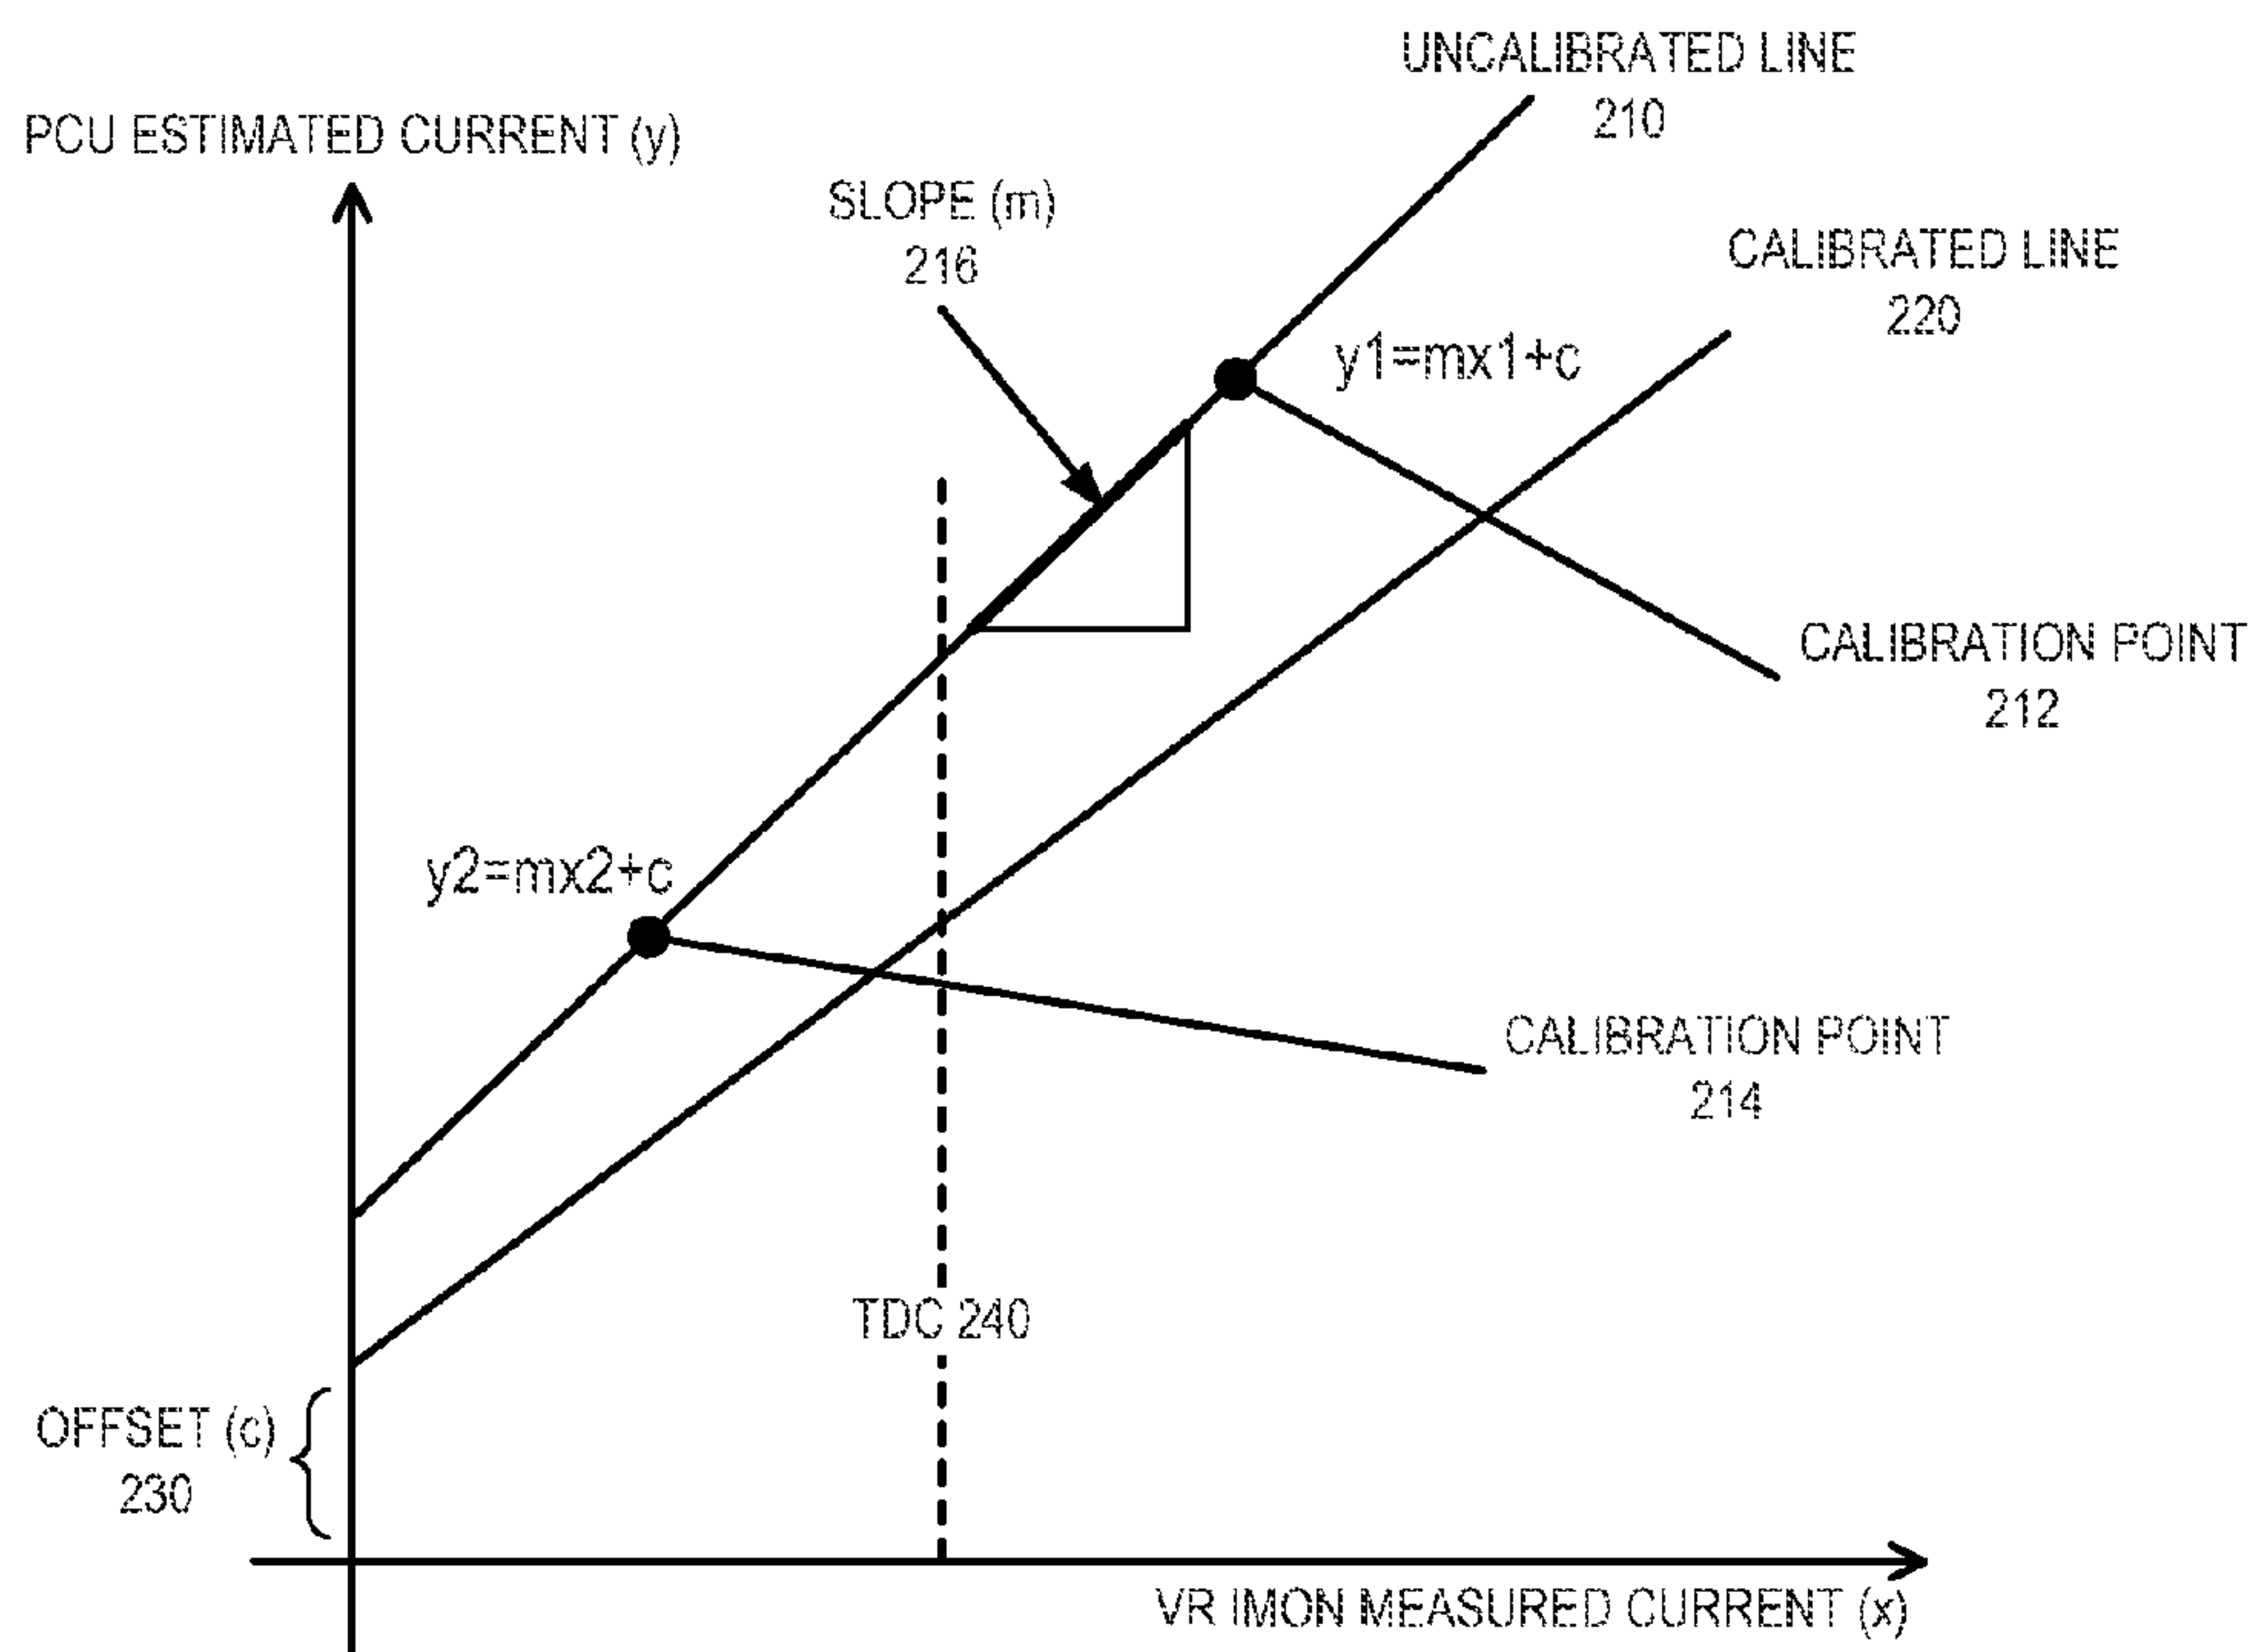 UNCALIBRATED LINE
210
PCU ESTIMATED CURRENT (y)
SLOPE (m)
216
CALIBRATED LINE
220
y1=mx1+c
CALIBRATION POINT
212
y2=mx2+c
CALIBRATION POINT
214
TDC 240
OFFSET (c)
230
VR IMON MEASURED CURRENT (x)